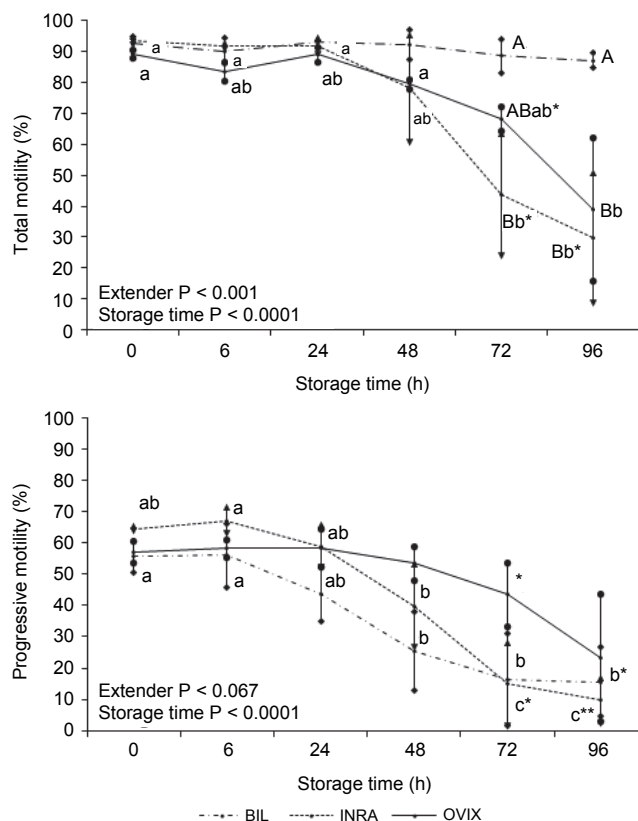 Total motility (%)
100
90
80
70
60
50
40
30
20
10
0
a
a
a
a
ab
ab
a
ab
A
ABab*
Bb*
A
Bb
Bb*
Extender P < 0.001
Storage time P < 0.0001
0 6 24 48 72 96
Storage time (h)
Progressive motility (%)
100
90
80
70
60
50
40
30
20
10
0
ab
a
a
a
ab
ab
b
b
*
b
c*
b*
c**
Extender P < 0.067
Storage time P < 0.0001
0 6 24 48 72 96
Storage time (h)
BIL INRA OVIX